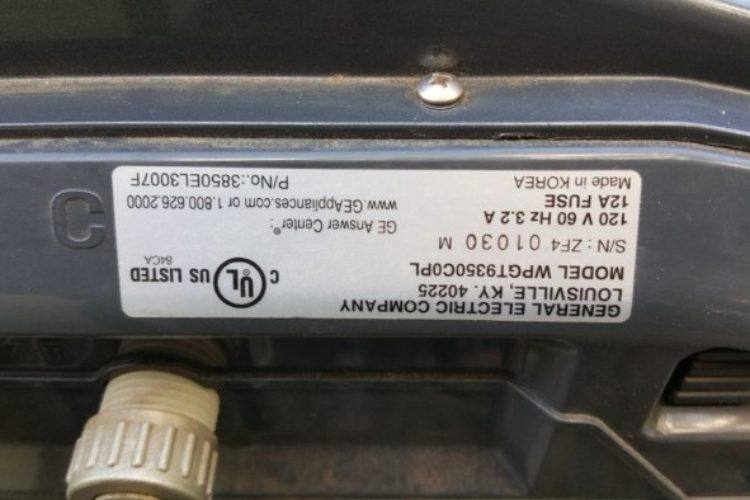 GENERAL ELECTRIC COMPANY
LOUISVILLE, KY. 40225
MODEL WPGT9350C0PL
S/N : ZF4 01030 M
120 V 60 Hz 3.2 A
12A FUSE
Made in KOREA
C UL US LISTED
84CA
GE Answer Center®:
www.GEAppliances.com or 1.800.626.2000
P/No.:3850EL3007F